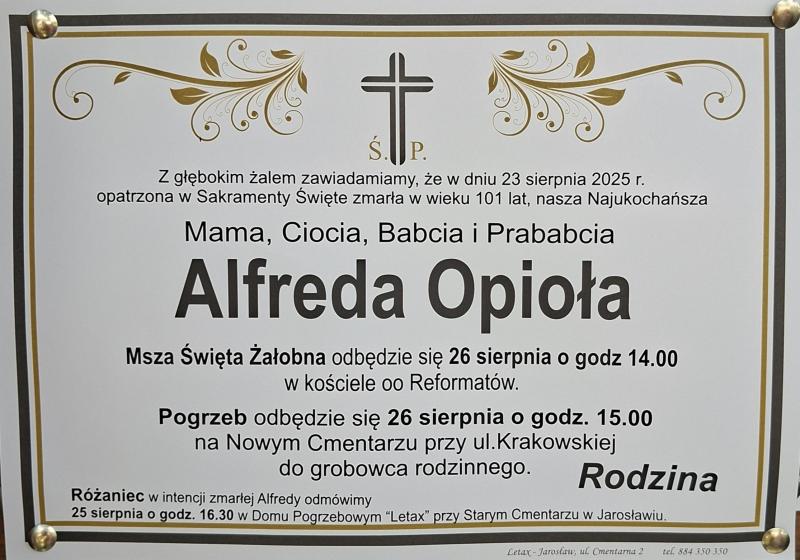 Ś. P.
Z głębokim żalem zawiadamiamy, że w dniu 23 sierpnia 2025 r.
opatrzona w Sakramenty Święte zmarła w wieku 101 lat, nasza Najukochańsza
Mama, Ciocia, Babcia i Prababcia
Alfreda Opioła
Msza Święta Żałobna odbędzie się 26 sierpnia o godz 14.00
w kościele oo Reformatów.
Pogrzeb odbędzie się 26 sierpnia o godz. 15.00
na Nowym Cmentarzu przy ul.Krakowskiej
do grobowca rodzinnego.
Rodzina
Różaniec w intencji zmarłej Alfredy odmówimy
25 sierpnia o godz. 16.30 w Domu Pogrzebowym “Letax” przy Starym Cmentarzu w Jarosławiu.
Letax - Jarosław, ul. Cmentarna 2 tel. 884 350 350